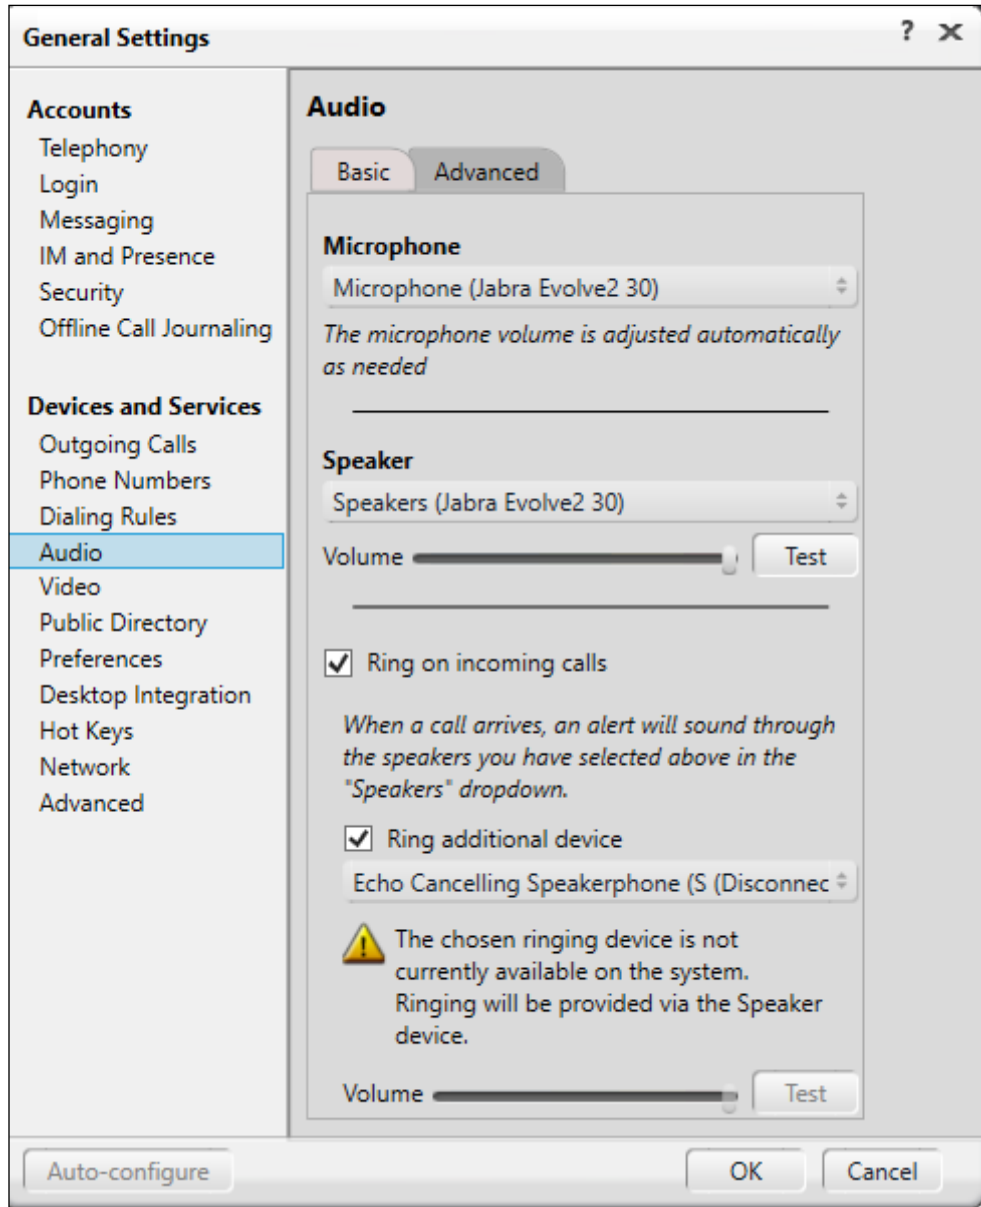 General Settings
?
Accounts
Telephony
Login
Messaging
IM and Presence
Security
Offline Call Journaling
Devices and Services
Outgoing Calls
Phone Numbers
Dialing Rules
Audio
Video
Public Directory
Preferences
Desktop Integration
Hot Keys
Network
Advanced
Audio
Basic
Advanced
Microphone
Microphone (Jabra Evolve2 30)
The microphone volume is adjusted automatically
as needed
Speaker
Speakers (Jabra Evolve2 30)
Volume
Test
Ring on incoming calls
When a call arrives, an alert will sound through
the speakers you have selected above in the
"Speakers" dropdown.
Ring additional device
Echo Cancelling Speakerphone (S (Disconnec
The chosen ringing device is not
currently available on the system.
Ringing will be provided via the Speaker
device.
Volume
Test
Auto-configure
OK
Cancel